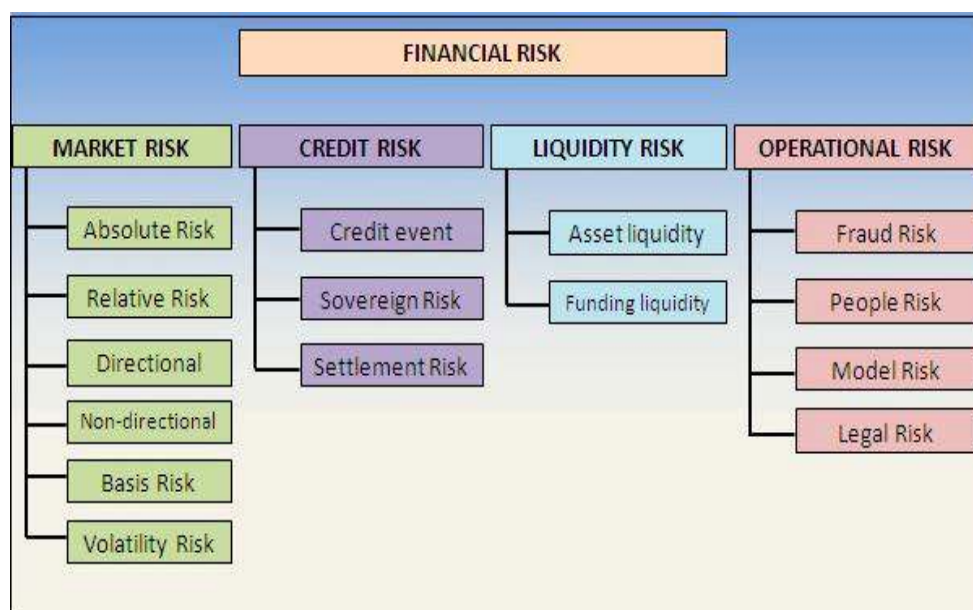 FINANCIAL RISK
MARKET RISK
Absolute Risk
Relative Risk
Directional
Non-directional
Basis Risk
Volatility Risk
CREDIT RISK
Credit event
Sovereign Risk
Settlement Risk
LIQUIDITY RISK
Asset liquidity
Funding liquidity
OPERATIONAL RISK
Fraud Risk
People Risk
Model Risk
Legal Risk